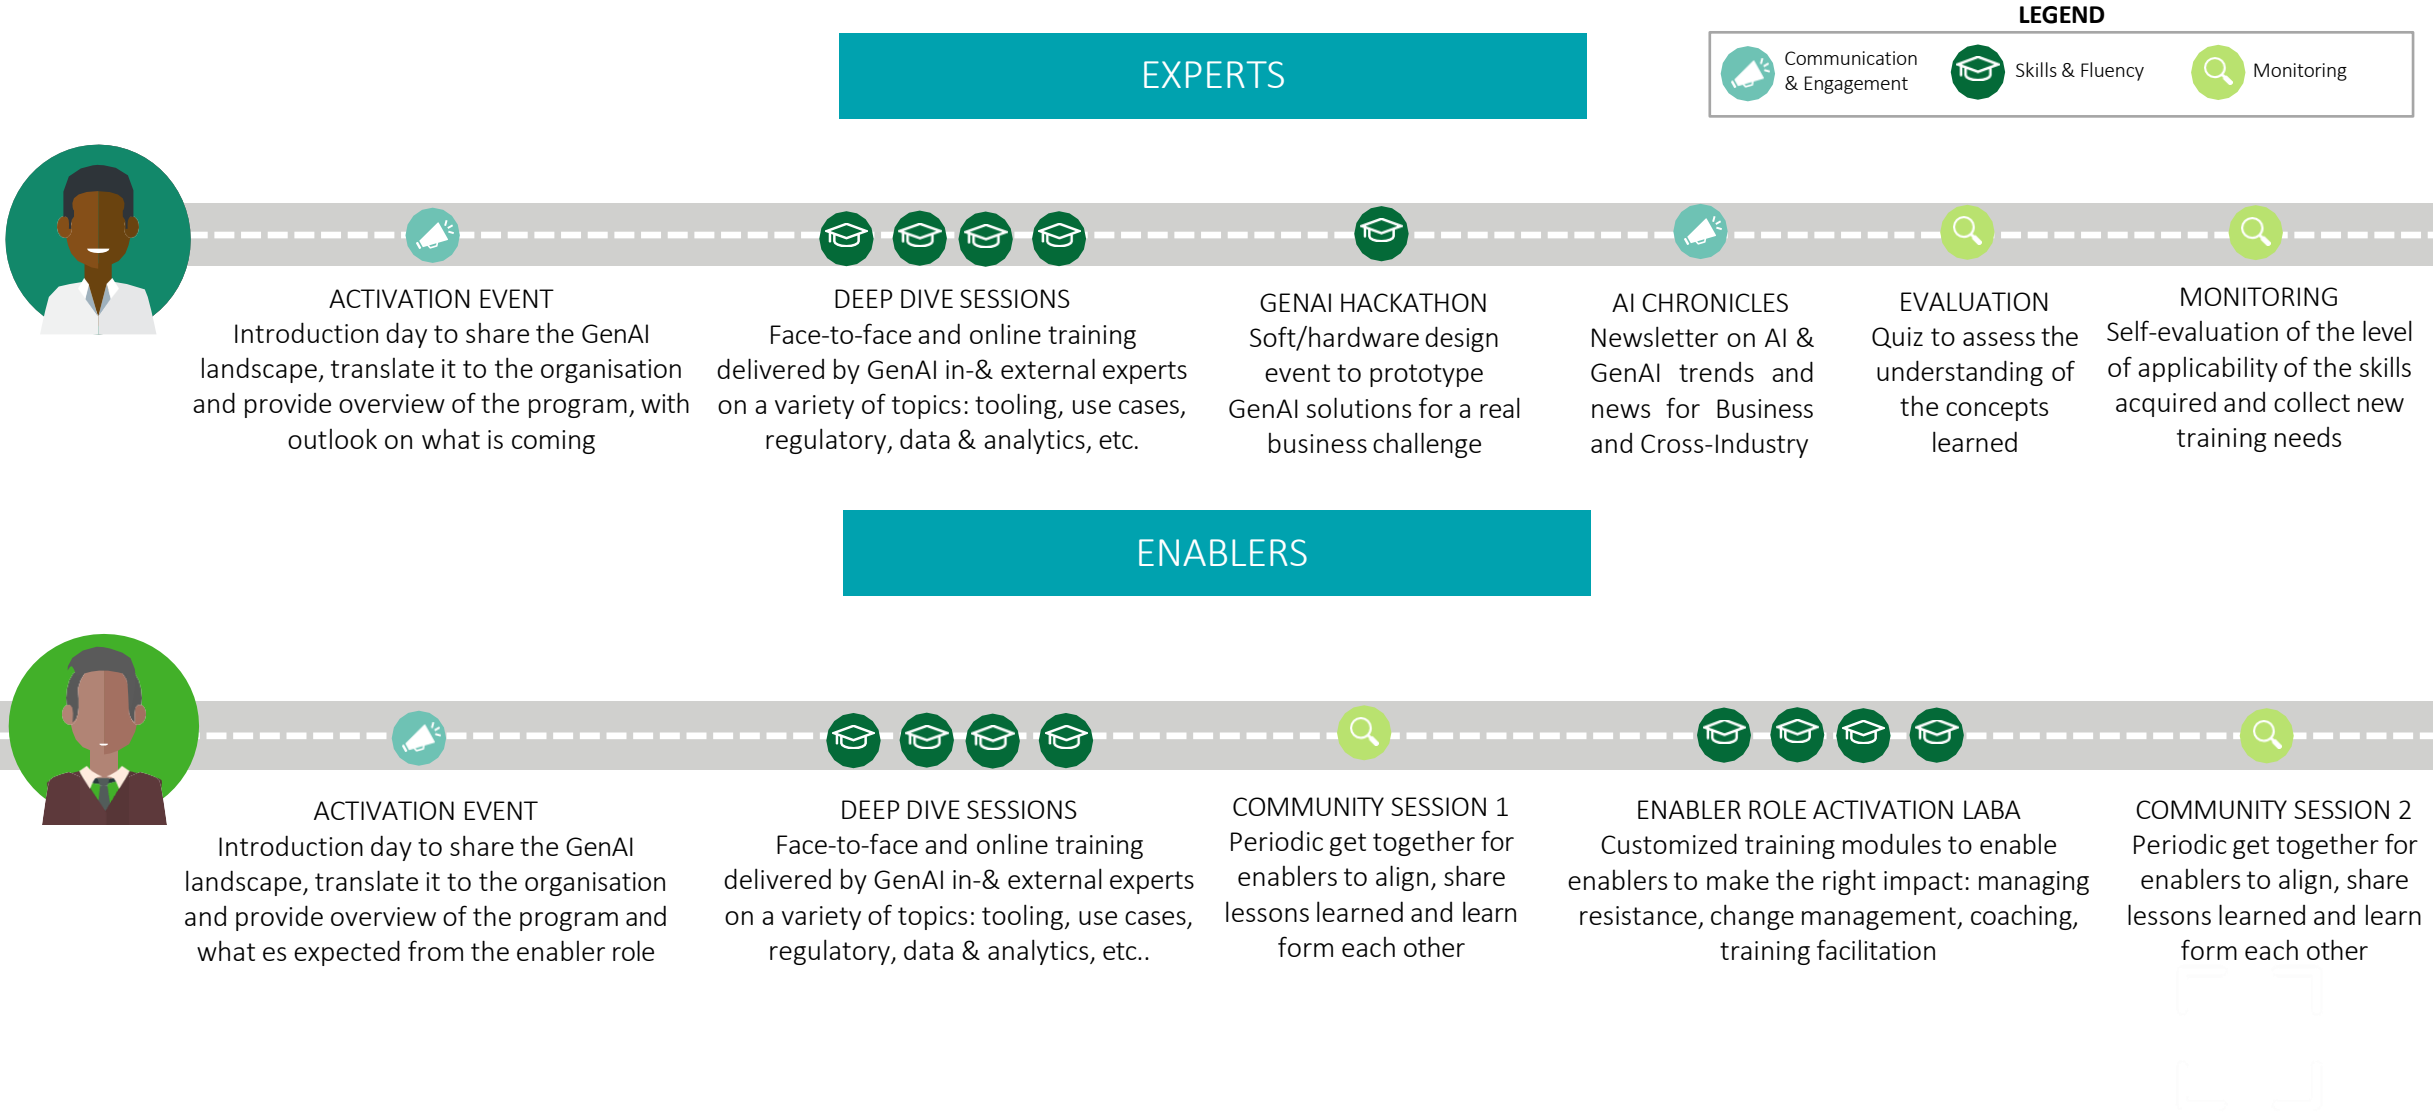 LEGEND
Communication
& Engagement
Skills & Fluency
Monitoring
EXPERTS
ACTIVATION EVENT
Introduction day to share the GenAI
landscape, translate it to the organisation
and provide overview of the program, with
outlook on what is coming
DEEP DIVE SESSIONS
Face-to-face and online training
delivered by GenAI in-& external experts
on a variety of topics: tooling, use cases,
regulatory, data & analytics, etc.
GENAI HACKATHON
Soft/hardware design
event to prototype
GenAI solutions for a real
business challenge
AI CHRONICLES
Newsletter on AI &
GenAI trends and
news for Business
and Cross-Industry
EVALUATION
Quiz to assess the
understanding of
the concepts
learned
MONITORING
Self-evaluation of the level
of applicability of the skills
acquired and collect new
training needs
ENABLERS
ACTIVATION EVENT
Introduction day to share the GenAI
landscape, translate it to the organisation
and provide overview of the program and
what es expected from the enabler role
DEEP DIVE SESSIONS
Face-to-face and online training
delivered by GenAI in-& external experts
on a variety of topics: tooling, use cases,
regulatory, data & analytics, etc..
COMMUNITY SESSION 1
Periodic get together for
enablers to align, share
lessons learned and learn
form each other
ENABLER ROLE ACTIVATION LABA
Customized training modules to enable
enablers to make the right impact: managing
resistance, change management, coaching,
training facilitation
COMMUNITY SESSION 2
Periodic get together for
enablers to align, share
lessons learned and learn
form each other